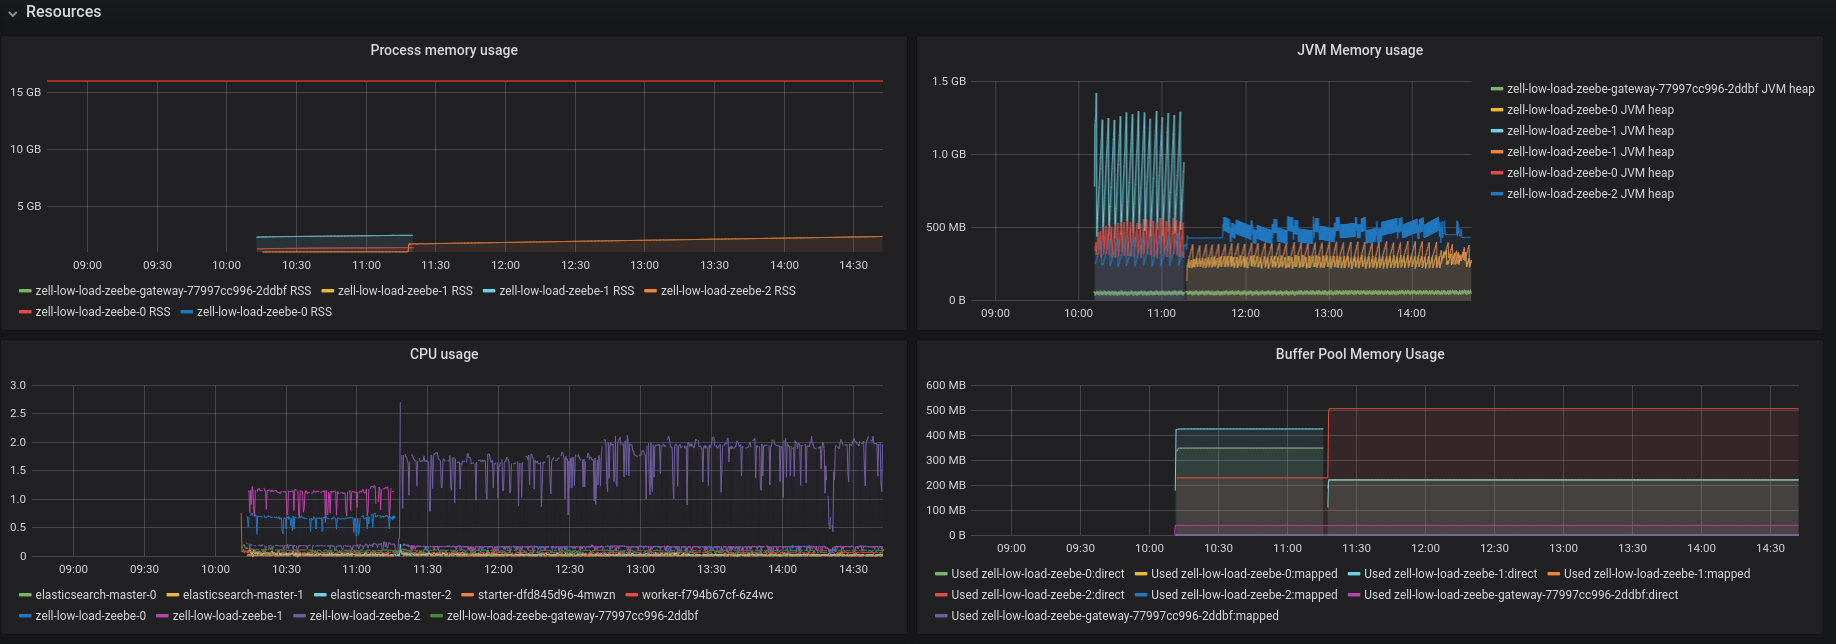 Resources
Process memory usage
15 GB
10 GB
5 GB
09:00 09:30 10:00 10:30 11:00 11:30 12:00 12:30 13:00 13:30 14:00 14:30
zell-low-load-zeebe-gateway-77997cc996-2ddbf RSS zell-low-load-zeebe-1 RSS zell-low-load-zeebe-1 RSS zell-low-load-zeebe-2 RSS
zell-low-load-zeebe-0 RSS zell-low-load-zeebe-0 RSS
JVM Memory usage
1.5 GB
1.0 GB
500 MB
0 B
09:00 10:00 11:00 12:00 13:00 14:00
zell-low-load-zeebe-gateway-77997cc996-2ddbf JVM heap
zell-low-load-zeebe-0 JVM heap
zell-low-load-zeebe-1 JVM heap
zell-low-load-zeebe-1 JVM heap
zell-low-load-zeebe-0 JVM heap
zell-low-load-zeebe-2 JVM heap
CPU usage
3.0
2.5
2.0
1.5
1.0
0.5
0
09:00 09:30 10:00 10:30 11:00 11:30 12:00 12:30 13:00 13:30 14:00 14:30
elasticsearch-master-0 elasticsearch-master-1 elasticsearch-master-2 starter-dfd845d96-4mwzn worker-f794b67cf-6z4wc
zell-low-load-zeebe-0 zell-low-load-zeebe-1 zell-low-load-zeebe-2 zell-low-load-zeebe-gateway-77997cc996-2ddbf
Buffer Pool Memory Usage
600 MB
500 MB
400 MB
300 MB
200 MB
100 MB
0 B
09:00 09:30 10:00 10:30 11:00 11:30 12:00 12:30 13:00 13:30 14:00 14:30
Used zell-low-load-zeebe-0:direct Used zell-low-load-zeebe-0:mapped Used zell-low-load-zeebe-1:direct Used zell-low-load-zeebe-1:mapped
Used zell-low-load-zeebe-2:direct Used zell-low-load-zeebe-2:mapped Used zell-low-load-zeebe-gateway-77997cc996-2ddbf:direct
Used zell-low-load-zeebe-gateway-77997cc996-2ddbf:mapped